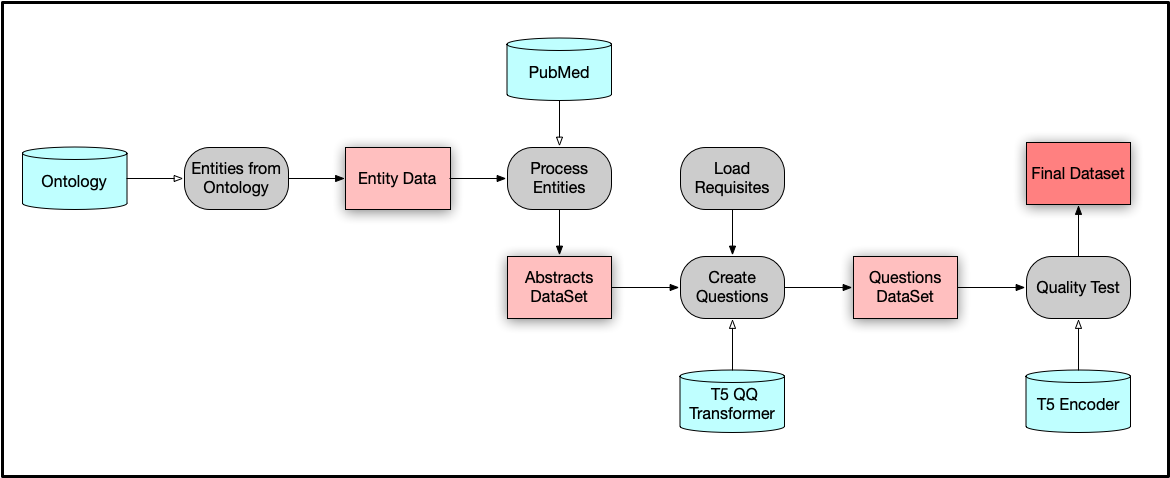 PubMed
Ontology
Entities from
Ontology
Entity Data
Process
Entities
Load
Requisites
Final Dataset
Abstracts
DataSet
Create
Questions
Questions
DataSet
Quality Test
T5 QQ
Transformer
T5 Encoder